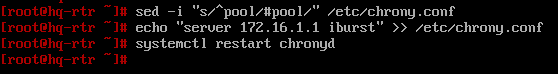 [root@hq-rtr ~]# sed -i "s/^pool/#pool/" /etc/chrony.conf
[root@hq-rtr ~]# echo "server 172.16.1.1 iburst" >> /etc/chrony.conf
[root@hq-rtr ~]# systemctl restart chronyd
[root@hq-rtr ~]#